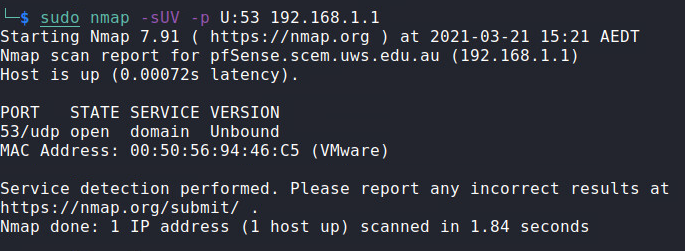 └─$ sudo nmap -sUV -p U:53 192.168.1.1
Starting Nmap 7.91 ( https://nmap.org ) at 2021-03-21 15:21 AEDT
Nmap scan report for pfSense.scem.uws.edu.au (192.168.1.1)
Host is up (0.00072s latency).

PORT   STATE SERVICE VERSION
53/udp open  domain  Unbound
MAC Address: 00:50:56:94:46:C5 (VMware)

Service detection performed. Please report any incorrect results at
https://nmap.org/submit/ .
Nmap done: 1 IP address (1 host up) scanned in 1.84 seconds